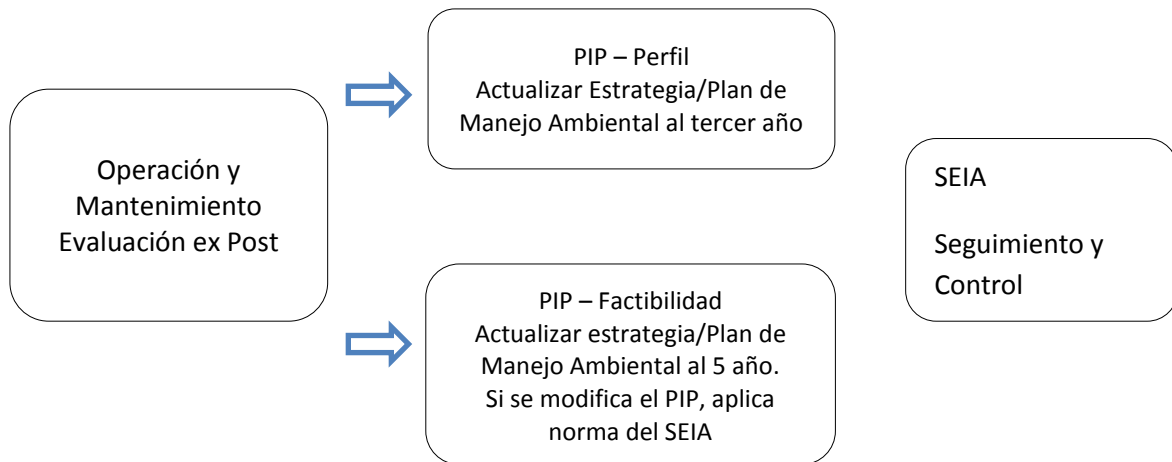 Operación y
Mantenimiento
Evaluación ex Post
PIP – Perfil
Actualizar Estrategia/Plan de
Manejo Ambiental al tercer año
PIP – Factibilidad
Actualizar estrategia/Plan de
Manejo Ambiental al 5 año.
Si se modifica el PIP, aplica
norma del SEIA
SEIA
Seguimiento y
Control